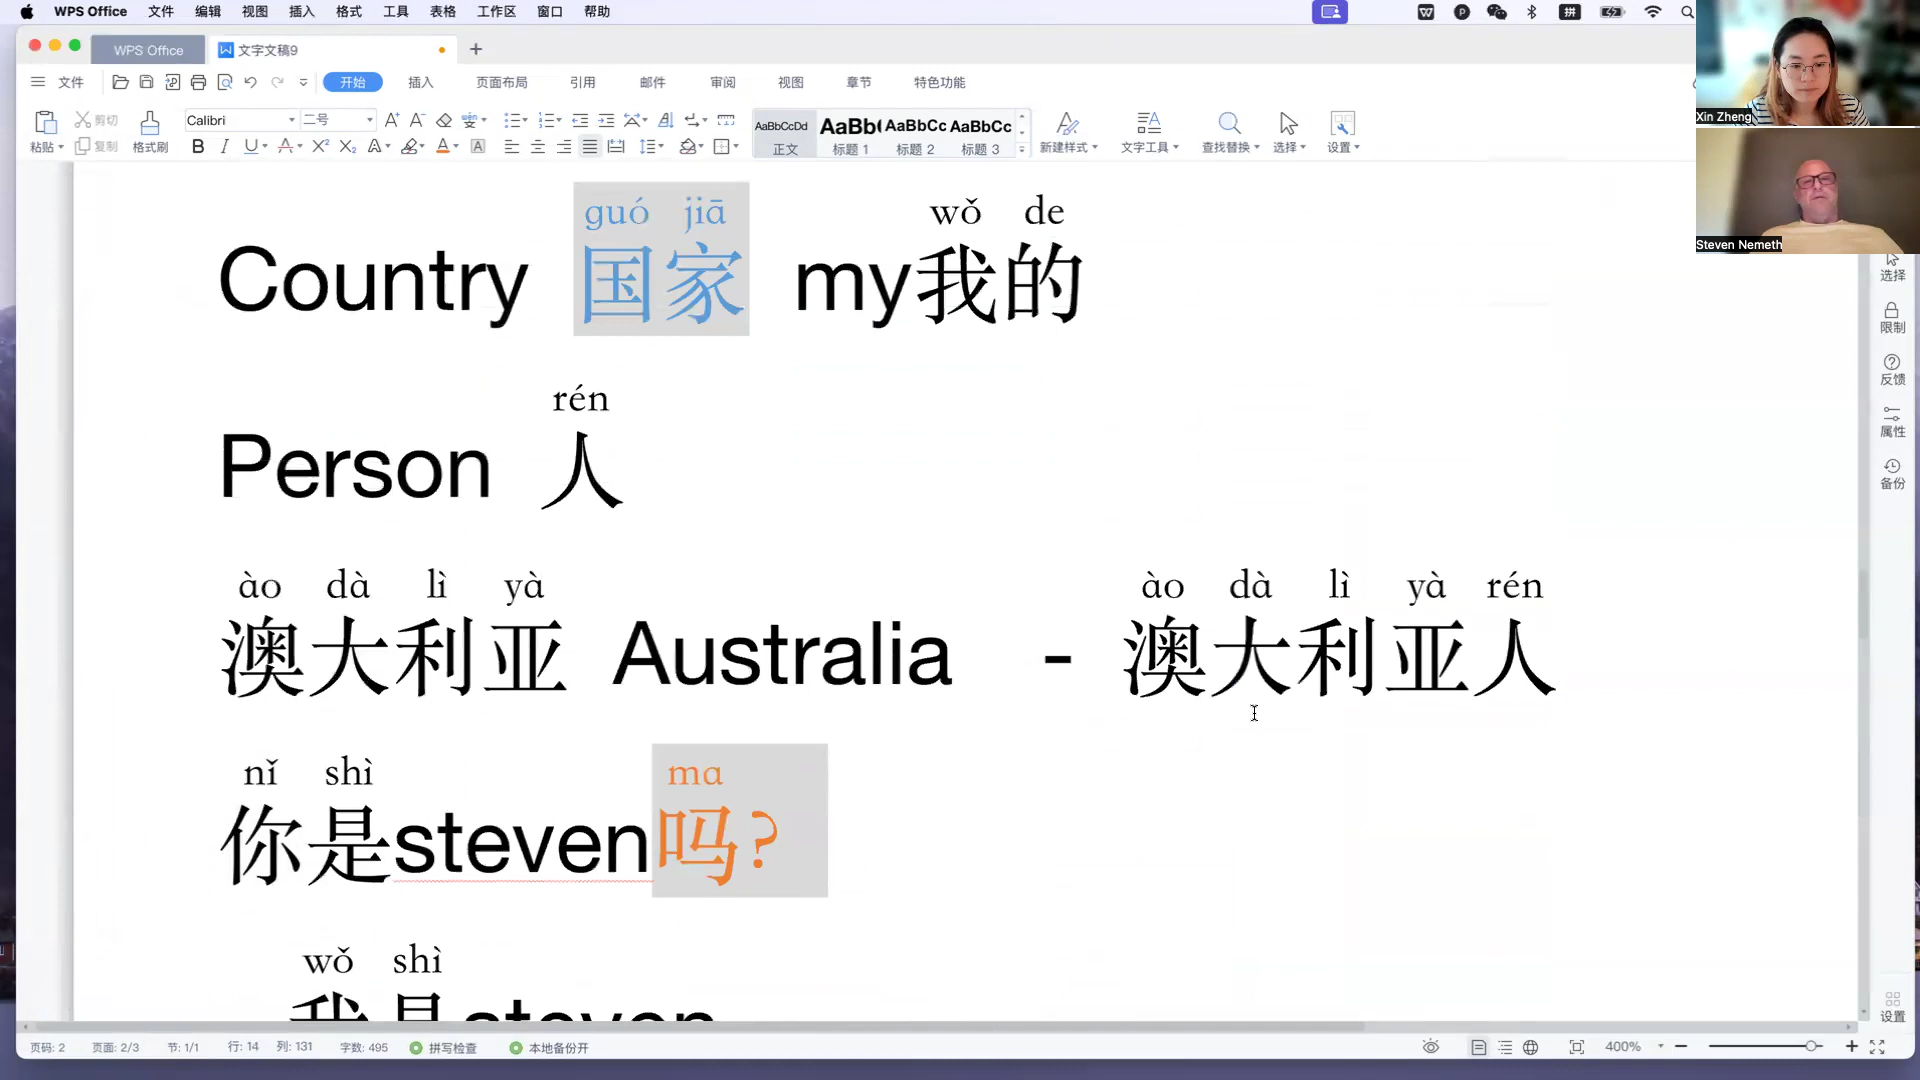 WPS Office 文件 编辑 视图 插入 格式 工具 表格 工作区 窗口 帮助
WPS Office 文字文稿9
文件 开始 插入 页面布局 引用 邮件 审阅 视图 章节 特色功能
Calibri 二号
粘贴 剪切 复制 格式刷
AaBbCcDd AaBb( AaBbCc AaBbCc
正文 标题 1 标题 2 标题 3 新建样式 文字工具 查找替换 选择 设置
Xin Zheng
Steven Nemeth
guó jiā wǒ de
Country 国家 my我的
rén
Person 人
ào dà lì yà ào dà lì yà rén
澳大利亚 Australia - 澳大利亚人
nǐ shì ma
你是steven吗?
wǒ shì
我是steven
选择
限制
反馈
属性
备份
设置
页码: 2 页面: 2/3 节: 1/1 行: 14 列: 131 字数: 495 拼写检查 本地备份开 400%